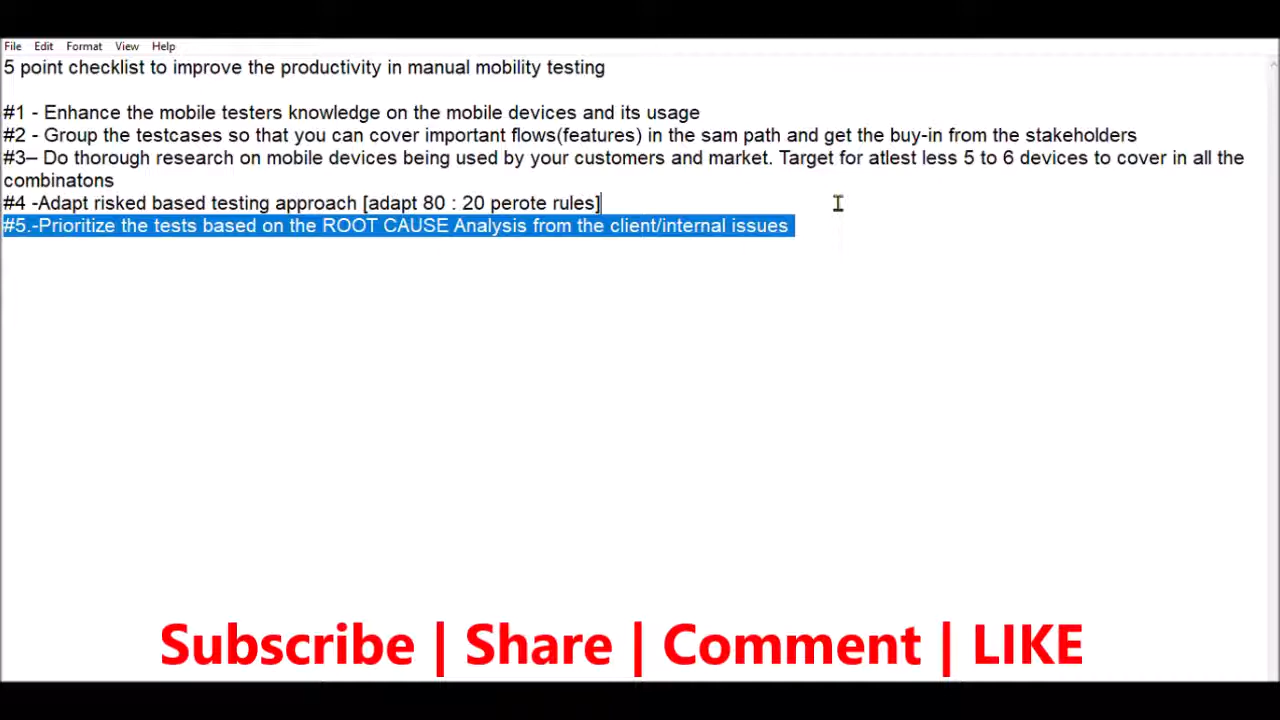 File Edit Format View Help
5 point checklist to improve the productivity in manual mobility testing
#1 - Enhance the mobile testers knowledge on the mobile devices and its usage
#2 - Group the testcases so that you can cover important flows(features) in the sam path and get the buy-in from the stakeholders
#3– Do thorough research on mobile devices being used by your customers and market. Target for atlest less 5 to 6 devices to cover in all the
combinatons
#4 -Adapt risked based testing approach [adapt 80 : 20 perote rules]
#5.-Prioritize the tests based on the ROOT CAUSE Analysis from the client/internal issues
Subscribe | Share | Comment | LIKE